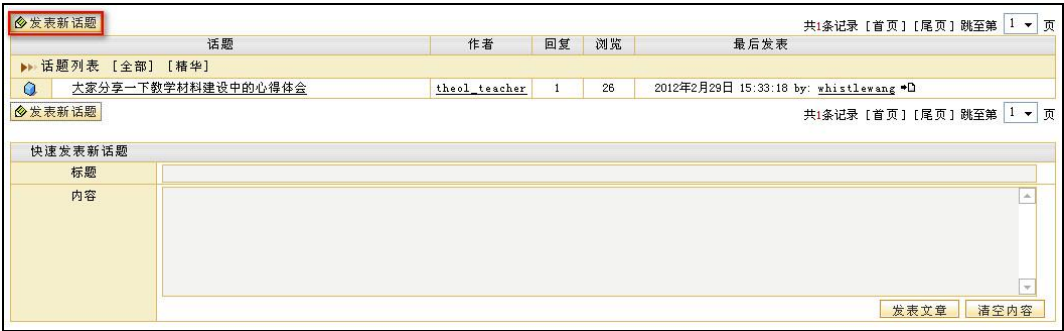 发表新话题
共1条记录 [首页] [尾页] 跳至第 1 页
话题 作者 回复 浏览 最后发表
话题列表 [全部] [精华]
大家分享一下教学材料建设中的心得体会 theol_teacher 1 26 2012年2月29日 15:33:18 by: whistlewang
发表新话题
共1条记录 [首页] [尾页] 跳至第 1 页
快速发表新话题
标题
内容
发表文章 清空内容